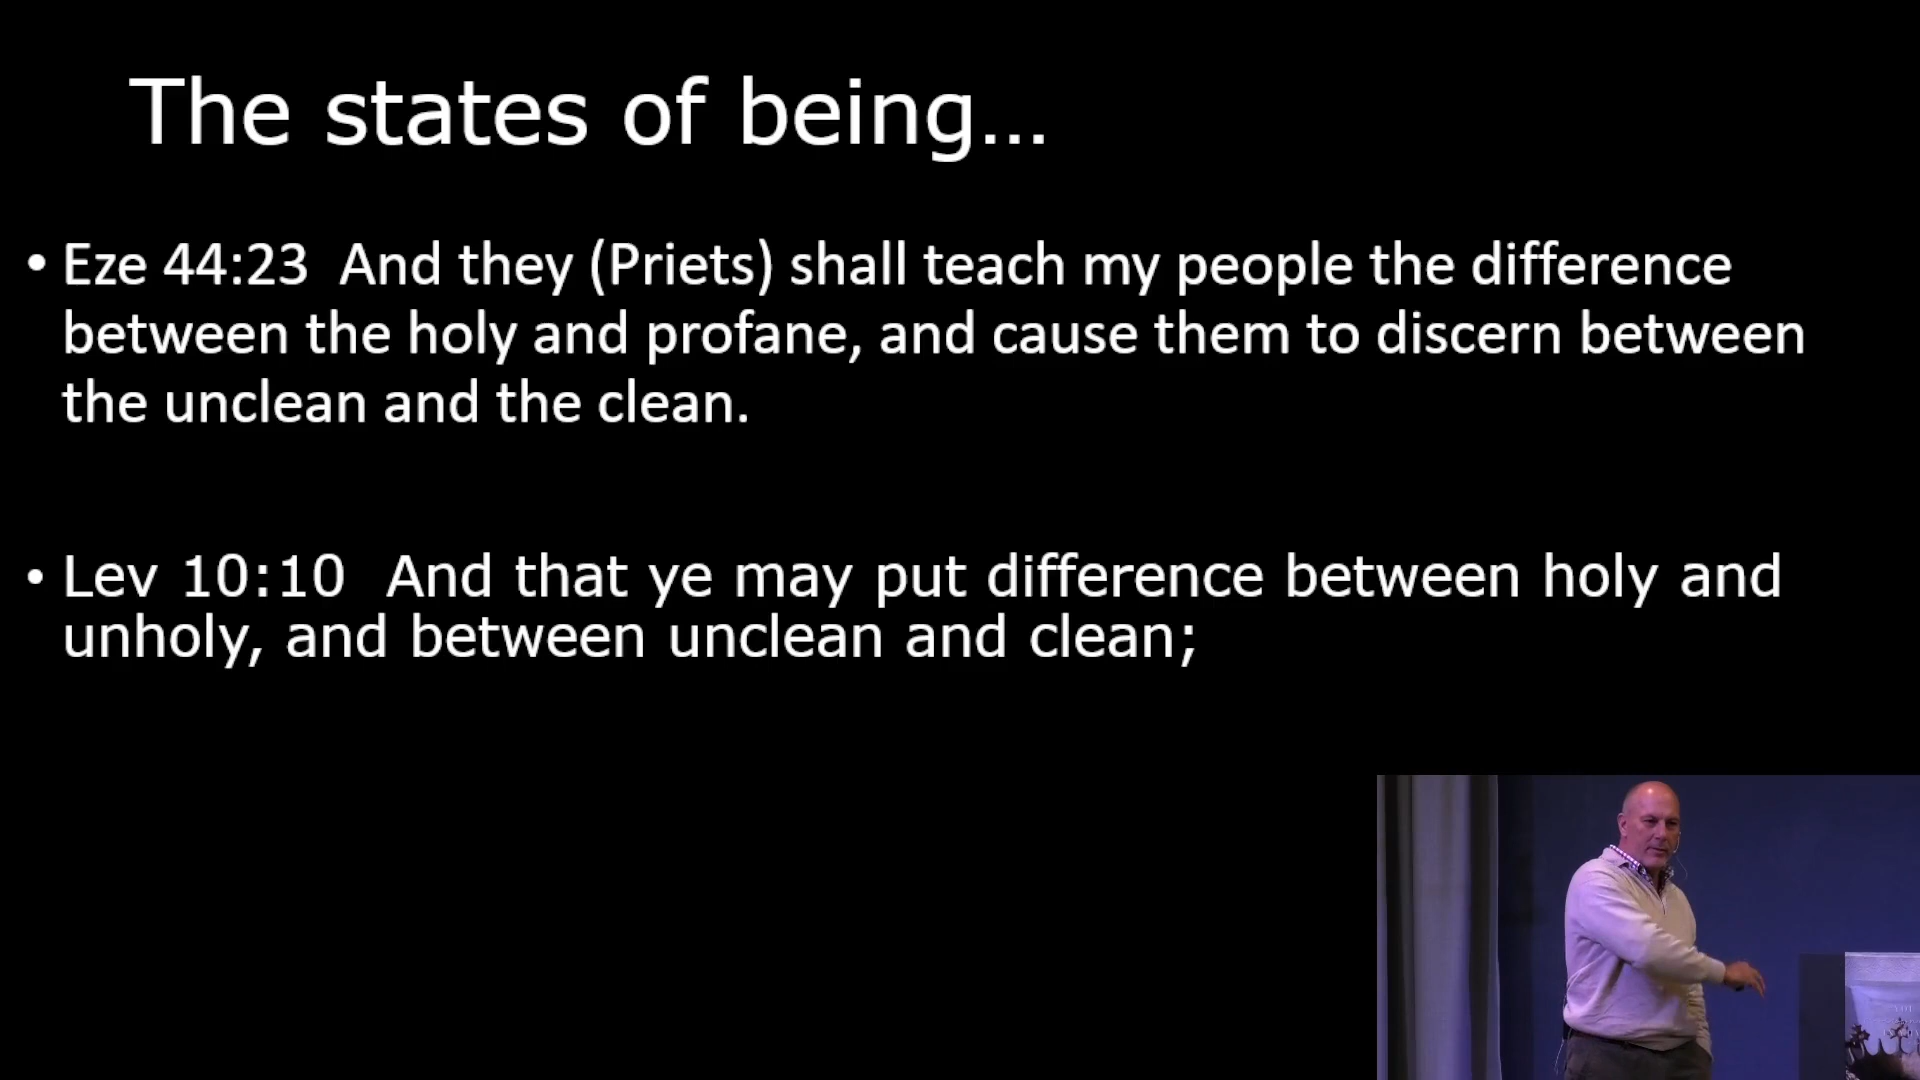 The states of being...
• Eze 44:23  And they (Priets) shall teach my people the difference
between the holy and profane, and cause them to discern between
the unclean and the clean.
• Lev 10:10  And that ye may put difference between holy and
unholy, and between unclean and clean;